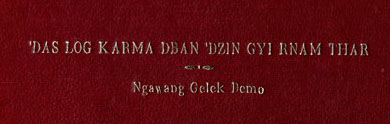 'DAS LOG KARMA DBAN 'DZIN GYI RNAM THAR
Ngawang Gelek Demo